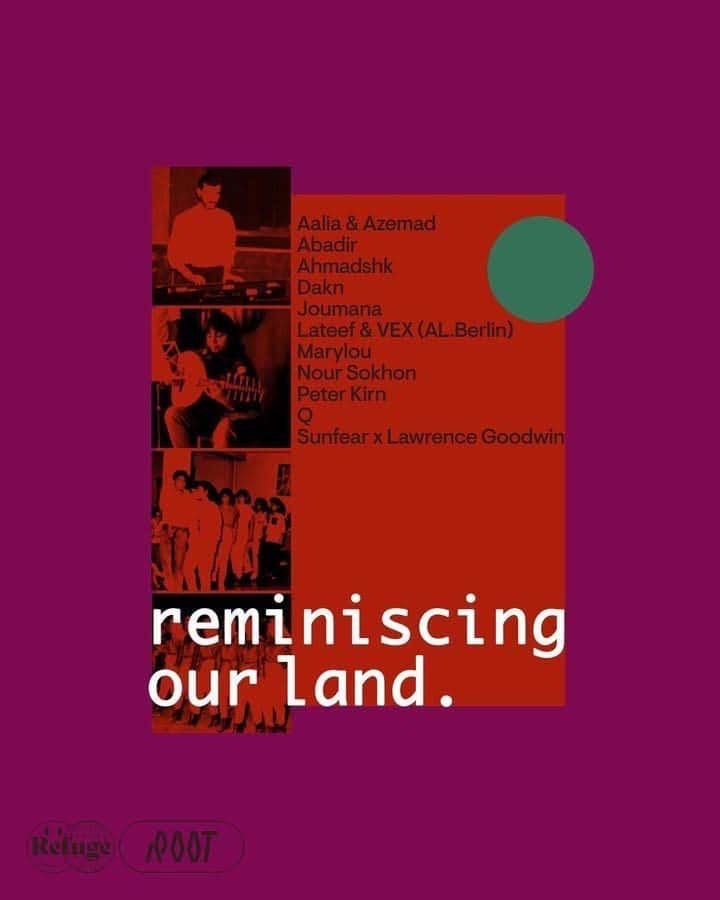 Aalia & Azemad
Abadir
Ahmadshk
Dakn
Joumana
Lateef & VEX (AL.Berlin)
Marylou
Nour Sokhon
Peter Kirn
Q
Sunfear x Lawrence Goodwin
reminiscing
our land.
Refuge
ROOT